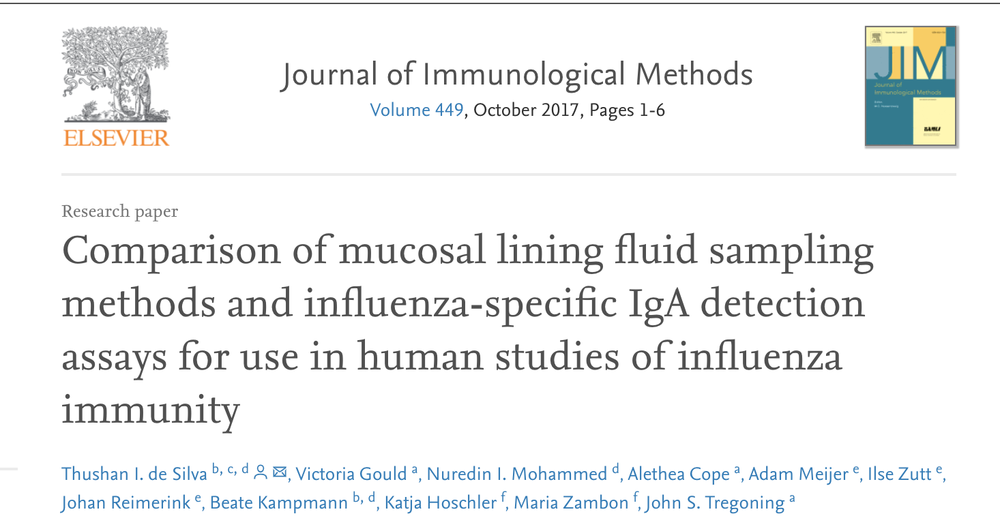 ELSEVIER
Journal of Immunological Methods
Volume 449, October 2017, Pages 1-6
JIM
Journal of
Immunological Methods
Research paper
Comparison of mucosal lining fluid sampling
methods and influenza-specific IgA detection
assays for use in human studies of influenza
immunity
Thushan I. de Silva b, c, d, Victoria Gould a, Nuredin I. Mohammed d, Alethea Cope a, Adam Meijer e, Ilse Zutt e,
Johan Reimerink e, Beate Kampmann b, d, Katja Hoschler f, Maria Zambon f, John S. Tregoning a